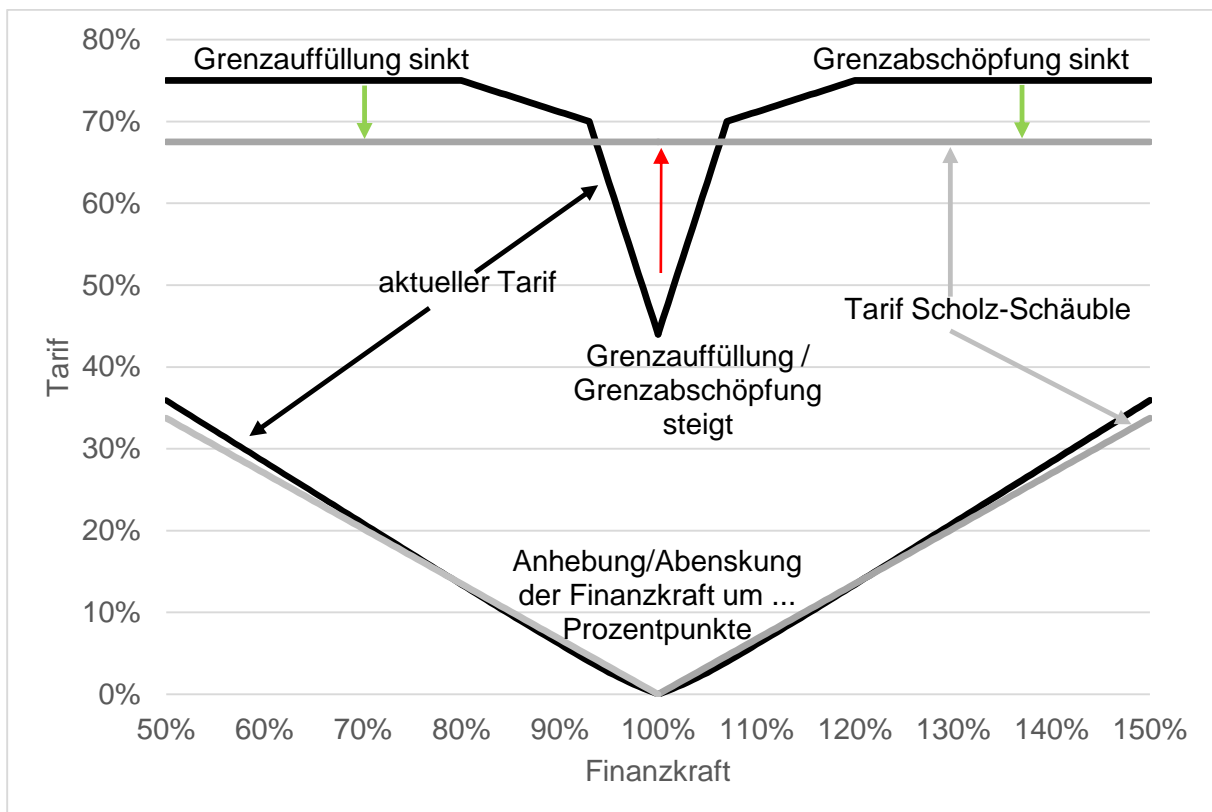 80%
Grenzauffüllung sinkt
Grenzabschöpfung sinkt
70%
60%
50%
aktueller Tarif
Tarif Scholz-Schäuble
Grenzauffüllung /
Grenzabschöpfung
steigt
Tarif
40%
30%
20%
Anhebung/Abenskung
der Finanzkraft um ...
Prozentpunkte
10%
0%
50% 60% 70% 80% 90% 100% 110% 120% 130% 140% 150%
Finanzkraft